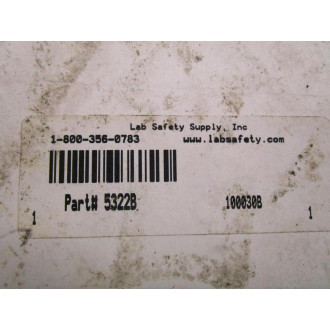 Lab Safety Supply, Inc
1-800-356-0783 www.labsafety.com
Part# 5322B 100030B
1 1